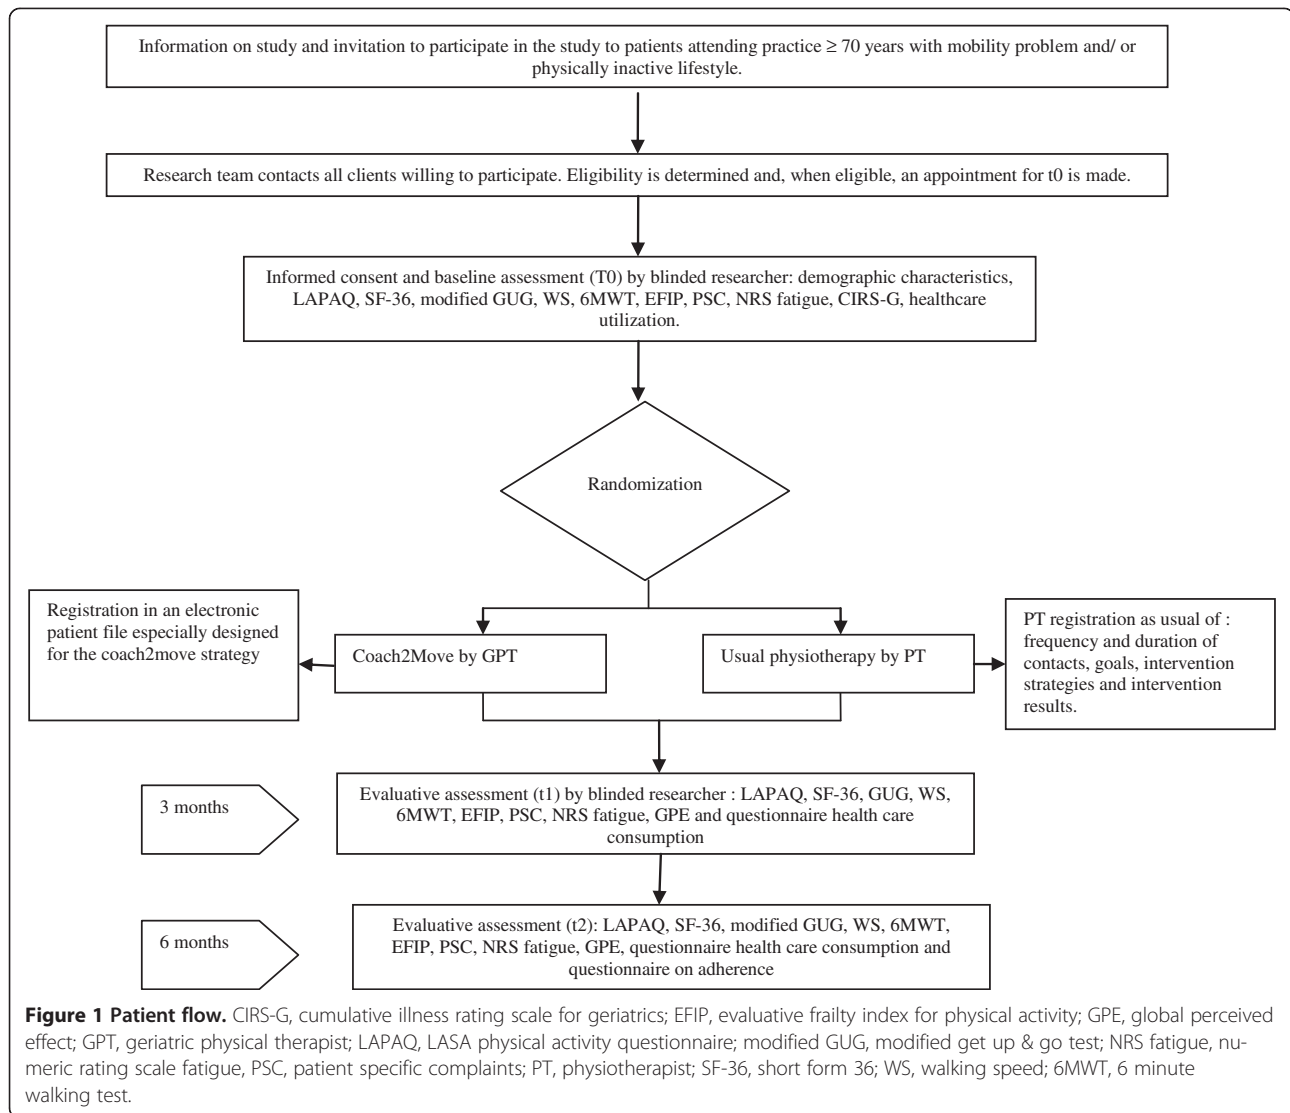 Information on study and invitation to participate in the study to patients attending practice ≥ 70 years with mobility problem and/ or
physically inactive lifestyle.
Research team contacts all clients willing to participate. Eligibility is determined and, when eligible, an appointment for t0 is made.
Informed consent and baseline assessment (T0) by blinded researcher: demographic characteristics,
LAPAQ, SF-36, modified GUG, WS, 6MWT, EFIP, PSC, NRS fatigue, CIRS-G, healthcare
utilization.
Randomization
Registration in an electronic
patient file especially designed
for the coach2move strategy
Coach2Move by GPT
Usual physiotherapy by PT
PT registration as usual of :
frequency and duration of
contacts, goals, intervention
strategies and intervention
results.
3 months
Evaluative assessment (t1) by blinded researcher : LAPAQ, SF-36, GUG, WS,
6MWT, EFIP, PSC, NRS fatigue, GPE and questionnaire health care
consumption
6 months
Evaluative assessment (t2): LAPAQ, SF-36, modified GUG, WS, 6MWT,
EFIP, PSC, NRS fatigue, GPE, questionnaire health care consumption and
questionnaire on adherence
Figure 1 Patient flow. CIRS-G, cumulative illness rating scale for geriatrics; EFIP, evaluative frailty index for physical activity; GPE, global perceived
effect; GPT, geriatric physical therapist; LAPAQ, LASA physical activity questionnaire; modified GUG, modified get up & go test; NRS fatigue, nu-
meric rating scale fatigue, PSC, patient specific complaints; PT, physiotherapist; SF-36, short form 36; WS, walking speed; 6MWT, 6 minute
walking test.